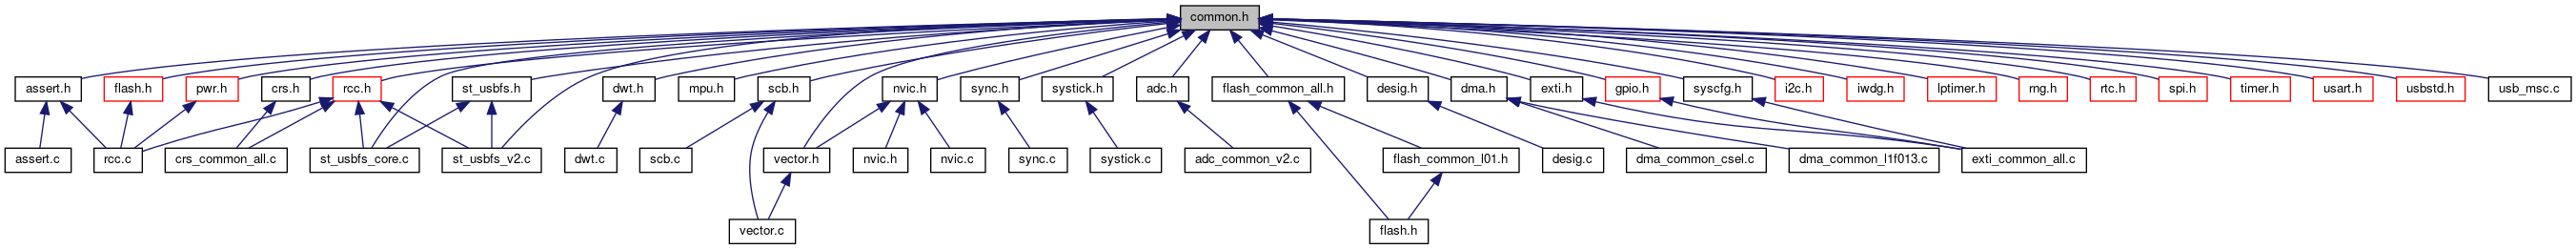 common.h
assert.h
flash.h
pwr.h
crs.h
rcc.h
st_usbfs.h
dwt.h
mpu.h
scb.h
nvic.h
sync.h
systick.h
adc.h
flash_common_all.h
desig.h
dma.h
exti.h
gpio.h
syscfg.h
i2c.h
iwdg.h
lptimer.h
rng.h
rtc.h
spi.h
timer.h
usart.h
usbstd.h
usb_msc.c
assert.c
rcc.c
crs_common_all.c
st_usbfs_core.c
st_usbfs_v2.c
dwt.c
scb.c
vector.h
nvic.h
nvic.c
sync.c
systick.c
adc_common_v2.c
flash_common_l01.h
desig.c
dma_common_csel.c
dma_common_l1f013.c
exti_common_all.c
vector.c
flash.h